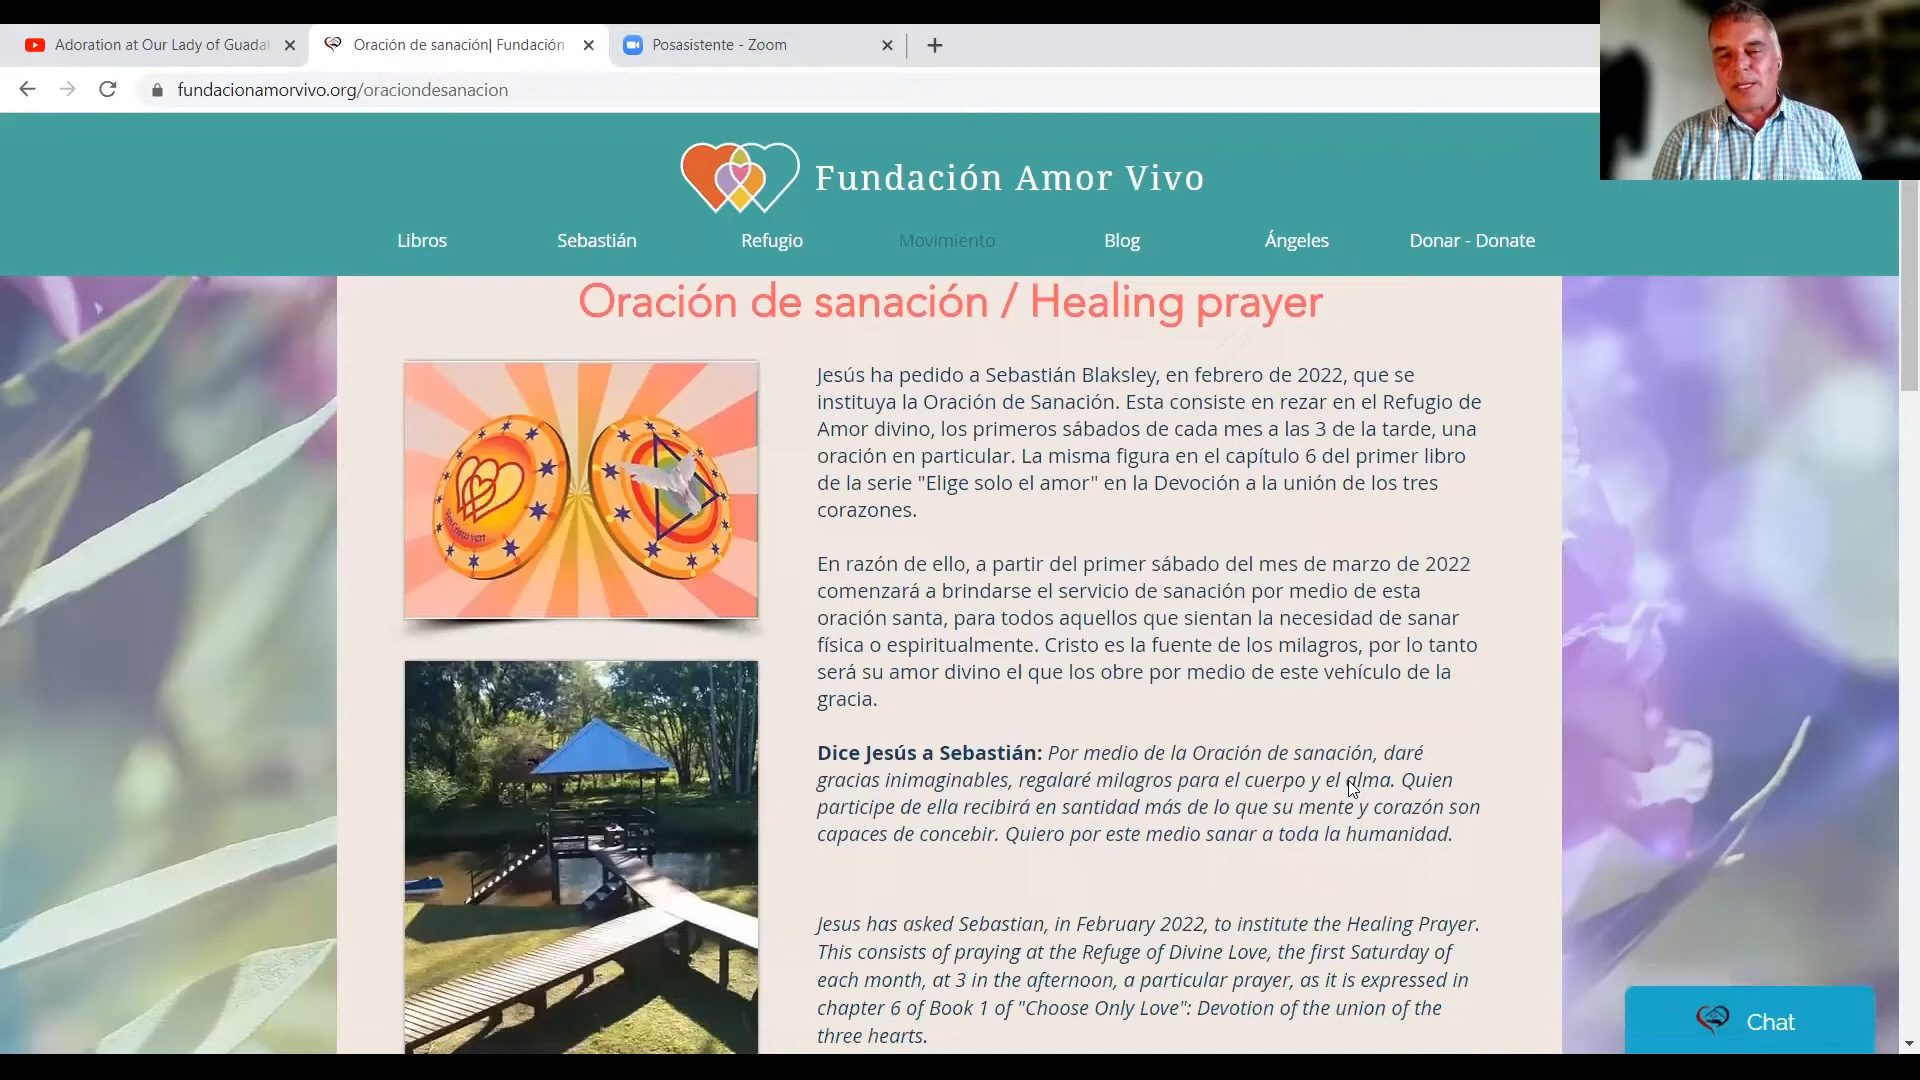 Adoration at Our Lady of Guadal
Oración de sanación| Fundación
Posasistente - Zoom
fundacionamorvivo.org/oraciondesanacion
Fundación Amor Vivo
Libros
Sebastián
Refugio
Movimiento
Blog
Ángeles
Donar - Donate
Oración de sanación / Healing prayer
Jesús ha pedido a Sebastián Blaksley, en febrero de 2022, que se
instituya la Oración de Sanación. Esta consiste en rezar en el Refugio de
Amor divino, los primeros sábados de cada mes a las 3 de la tarde, una
oración en particular. La misma figura en el capítulo 6 del primer libro
de la serie "Elige solo el amor" en la Devoción a la unión de los tres
corazones.
En razón de ello, a partir del primer sábado del mes de marzo de 2022
comenzará a brindarse el servicio de sanación por medio de esta
oración santa, para todos aquellos que sientan la necesidad de sanar
física o espiritualmente. Cristo es la fuente de los milagros, por lo tanto
será su amor divino el que los obre por medio de este vehículo de la
gracia.
Dice Jesús a Sebastián: Por medio de la Oración de sanación, daré
gracias inimaginables, regalaré milagros para el cuerpo y el alma. Quien
participe de ella recibirá en santidad más de lo que su mente y corazón son
capaces de concebir. Quiero por este medio sanar a toda la humanidad.
Jesus has asked Sebastian, in February 2022, to institute the Healing Prayer.
This consists of praying at the Refuge of Divine Love, the first Saturday of
each month, at 3 in the afternoon, a particular prayer, as it is expressed in
chapter 6 of Book 1 of "Choose Only Love": Devotion of the union of the
three hearts.
Chat